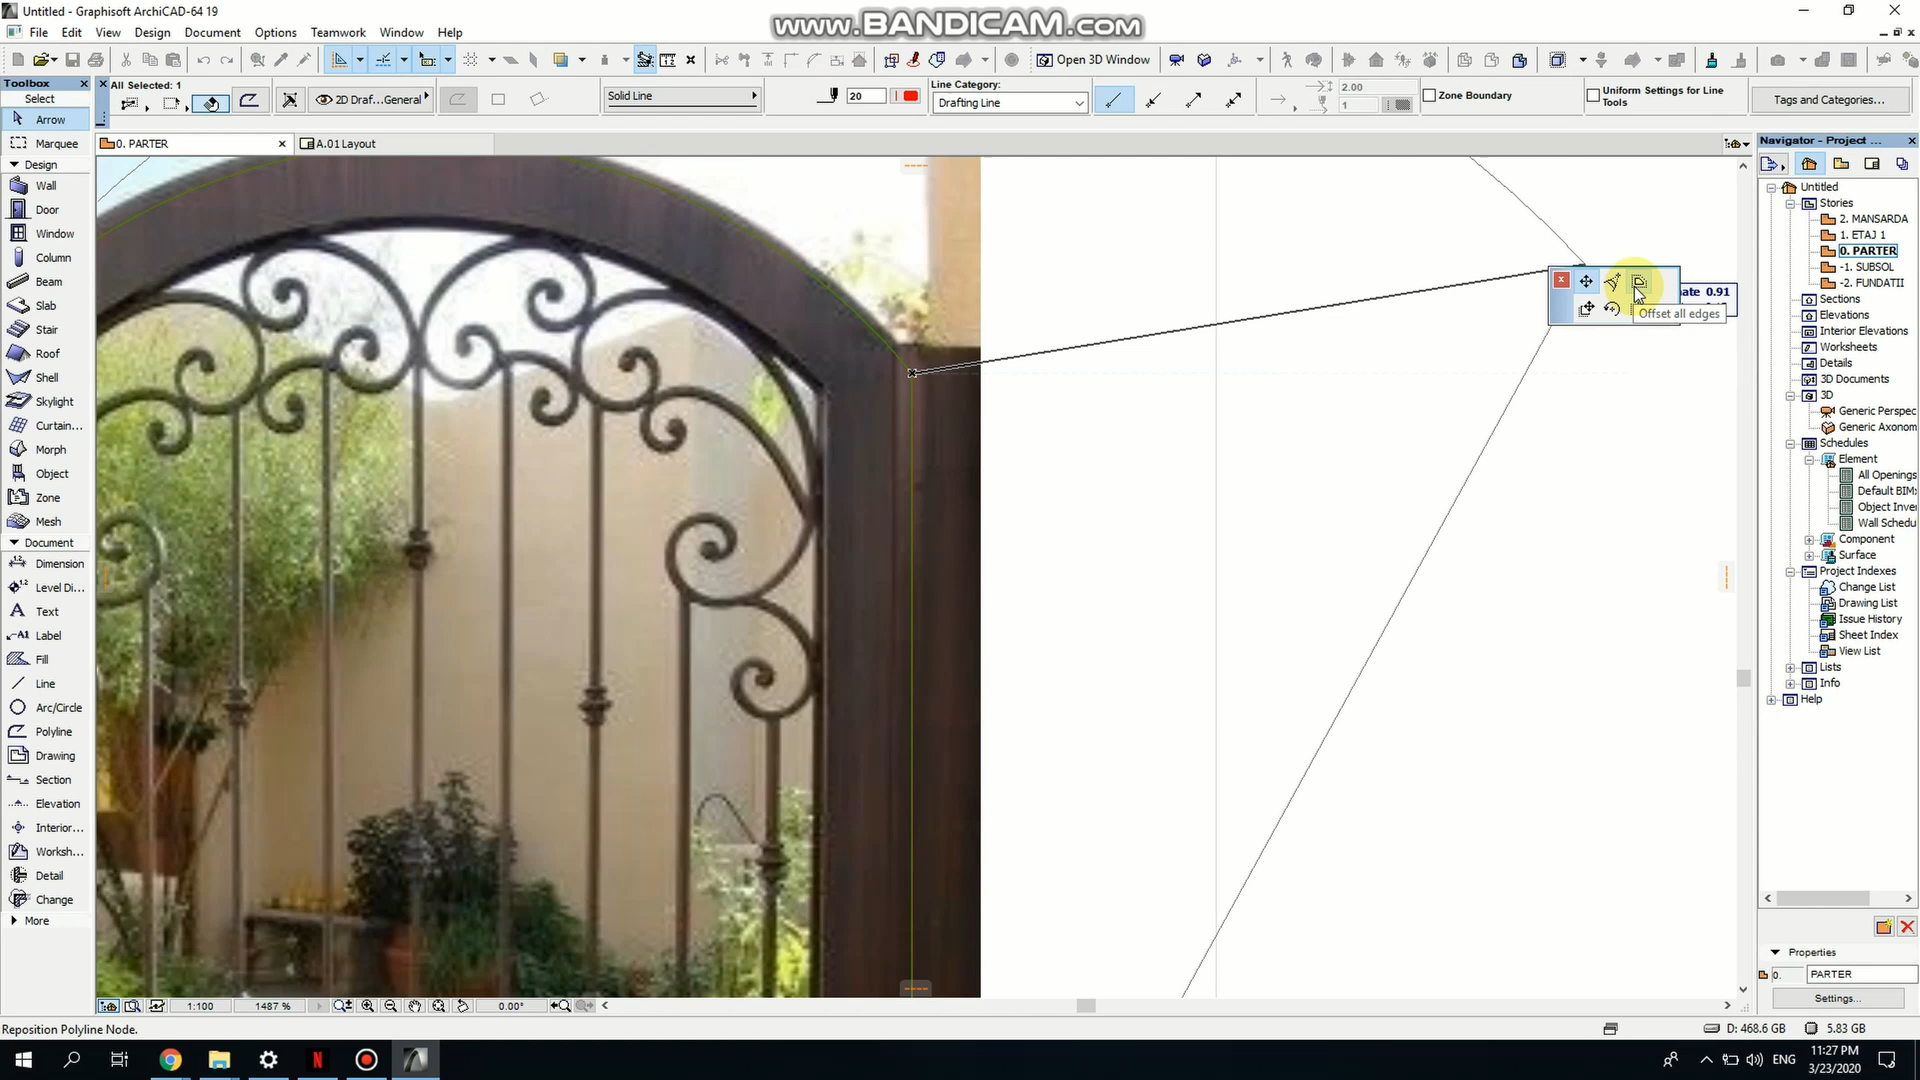 Untitled - Graphisoft ArchiCAD-64 19
www.BANDICAM.com
File Edit View Design Document Options Teamwork Window Help
Open 3D Window
Toolbox
Select
Arrow
Marquee
Design
Wall
Door
Window
Column
Beam
Slab
Stair
Roof
Shell
Skylight
Curtain...
Morph
Object
Zone
Mesh
Document
Dimension
Level Di...
Text
Label
Fill
Line
Arc/Circle
Polyline
Drawing
Section
Elevation
Interior...
Worksh...
Detail
Change
More
All Selected: 1
2D Draf...General
Solid Line
20
Line Category:
Drafting Line
2.00
1
Zone Boundary
Uniform Settings for Line Tools
Tags and Categories...
0. PARTER
A.01 Layout
nate 0.91
Offset all edges
Navigator - Project ...
Untitled
Stories
2. MANSARDA
1. ETAJ 1
0. PARTER
-1. SUBSOL
-2. FUNDATII
Sections
Elevations
Interior Elevations
Worksheets
Details
3D Documents
3D
Generic Perspec
Generic Axonom
Schedules
Element
All Openings
Default BIM
Object Inve
Wall Schedu
Component
Surface
Project Indexes
Change List
Drawing List
Issue History
Sheet Index
View List
Lists
Info
Help
Properties
0.
PARTER
Settings...
1:100
1487 %
0.00°
Reposition Polyline Node.
D: 468.6 GB
5.83 GB
ENG
11:27 PM
3/23/2020